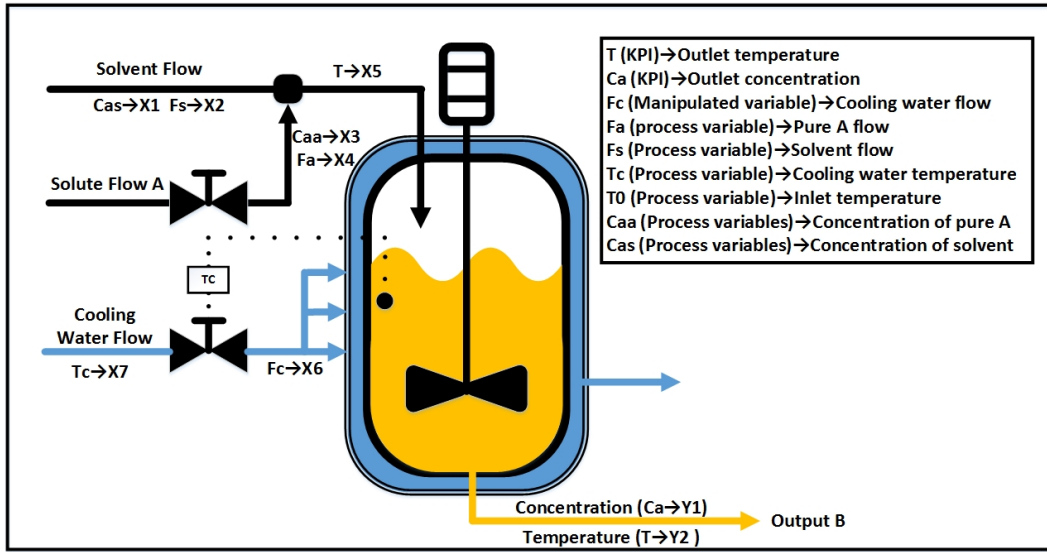 Solvent Flow
Cas→X1 Fs→X2
T→X5
Caa→X3
Fa→X4
Solute Flow A
TC
Cooling
Water Flow
Tc→X7
Fc→X6
Concentration (Ca→Y1)
Temperature (T→Y2 )
Output B
T (KPI)→Outlet temperature
Ca (KPI)→Outlet concentration
Fc (Manipulated variable)→Cooling water flow
Fa (process variable)→Pure A flow
Fs (Process variable)→Solvent flow
Tc (Process variable)→Cooling water temperature
T0 (Process variable)→Inlet temperature
Caa (Process variables)→Concentration of pure A
Cas (Process variables)→Concentration of solvent